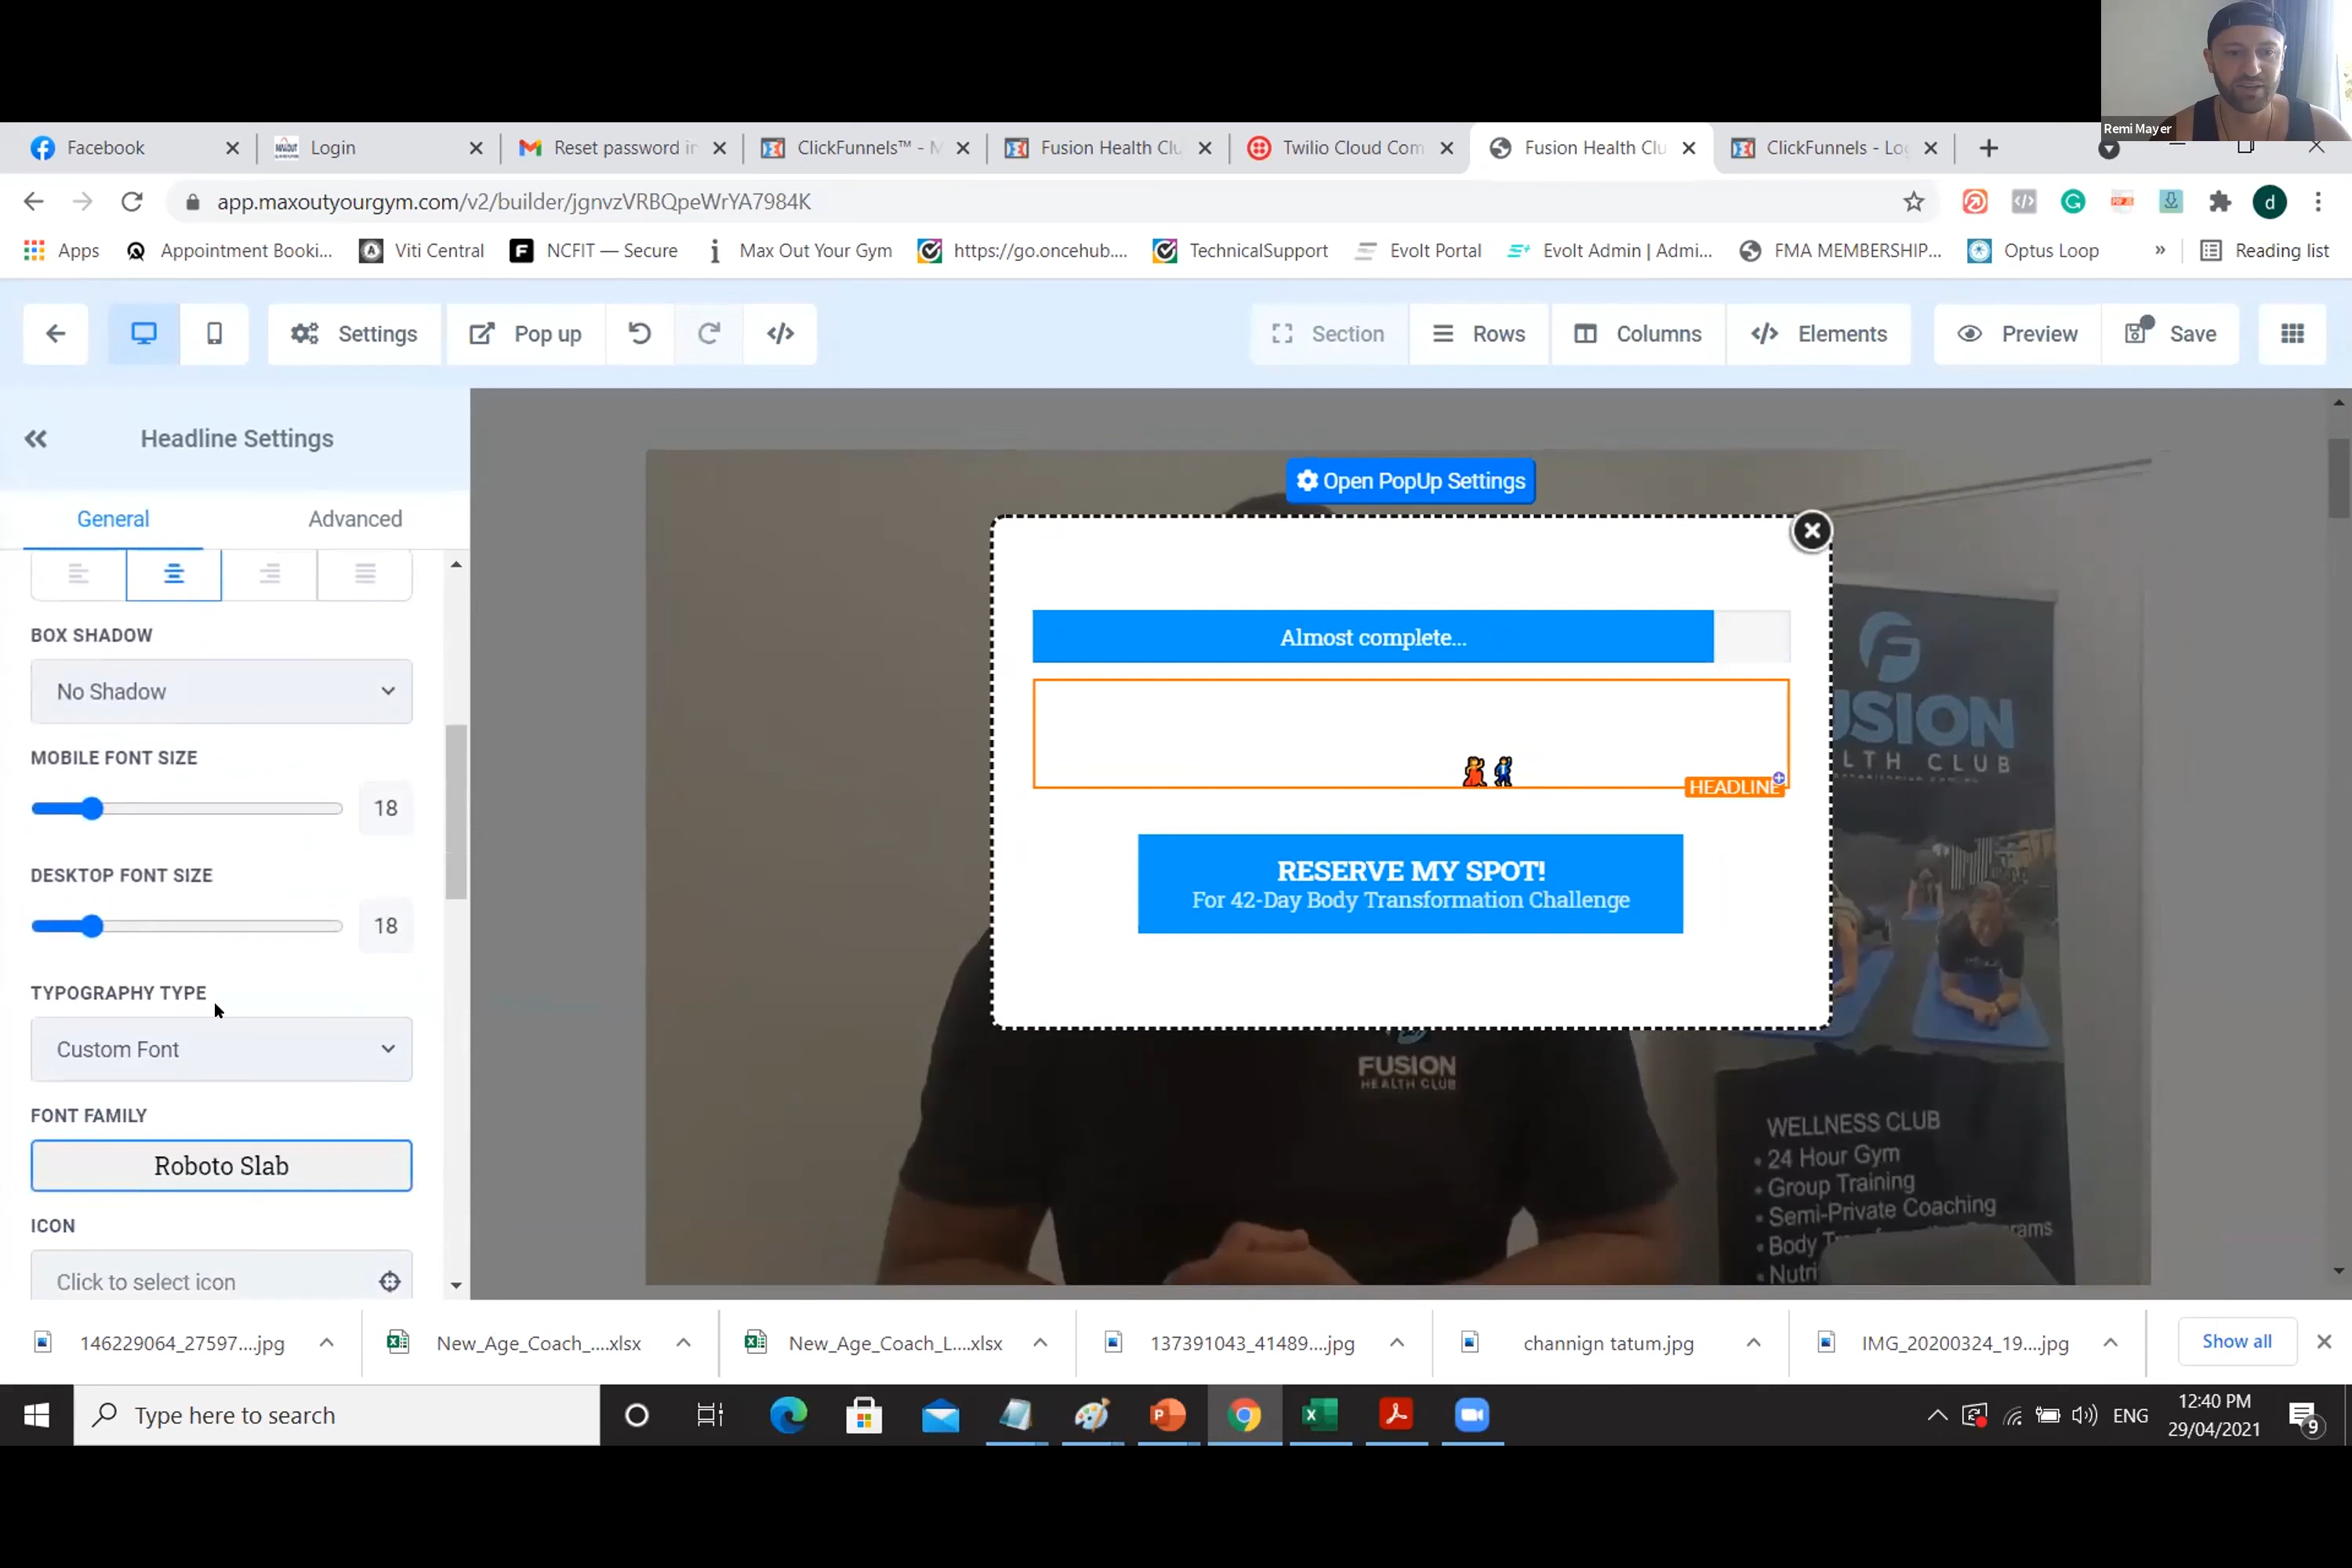 Remi Mayer
Facebook
Login
Reset password in
ClickFunnels™ - M
Fusion Health Clu
Twilio Cloud Com
Fusion Health Clu
ClickFunnels - Lo
app.maxoutyourgym.com/v2/builder/jgnvzVRBQpeWrYA7984K
Apps
Appointment Booki...
Viti Central
NCFIT — Secure
Max Out Your Gym
https://go.oncehub....
TechnicalSupport
Evolt Portal
Evolt Admin | Admi...
FMA MEMBERSHIP...
Optus Loop
»
Reading list
Settings
Pop up
Section
Rows
Columns
Elements
Preview
Save
Headline Settings
General
Advanced
BOX SHADOW
No Shadow
MOBILE FONT SIZE
18
DESKTOP FONT SIZE
18
TYPOGRAPHY TYPE
Custom Font
FONT FAMILY
Roboto Slab
ICON
Click to select icon
Open PopUp Settings
Almost complete...
HEADLINE
RESERVE MY SPOT!
For 42-Day Body Transformation Challenge
USION
LTH CLUB
FUSION
HEALTH CLUB
WELLNESS CLUB
• 24 Hour Gym
• Group Training
• Semi-Private Coaching
• Body
• Nutri
146229064_27597....jpg
New_Age_Coach_....xlsx
New_Age_Coach_L....xlsx
137391043_41489....jpg
channign tatum.jpg
IMG_20200324_19....jpg
Show all
Type here to search
ENG
12:40 PM
29/04/2021
9